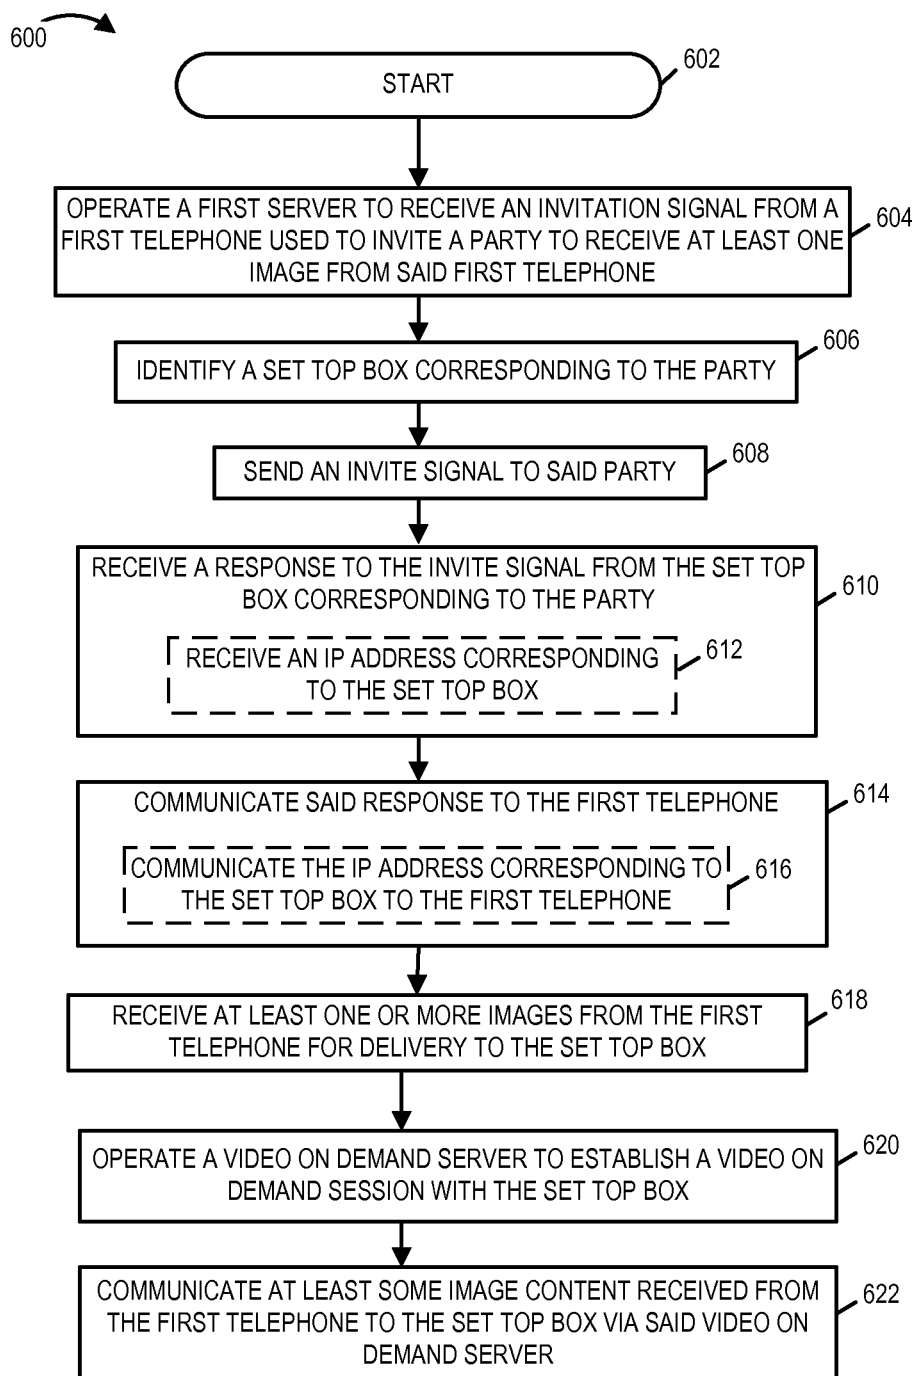 600
START
602
OPERATE A FIRST SERVER TO RECEIVE AN INVITATION SIGNAL FROM A
FIRST TELEPHONE USED TO INVITE A PARTY TO RECEIVE AT LEAST ONE
IMAGE FROM SAID FIRST TELEPHONE
604
IDENTIFY A SET TOP BOX CORRESPONDING TO THE PARTY
606
SEND AN INVITE SIGNAL TO SAID PARTY
608
RECEIVE A RESPONSE TO THE INVITE SIGNAL FROM THE SET TOP
BOX CORRESPONDING TO THE PARTY
610
RECEIVE AN IP ADDRESS CORRESPONDING
TO THE SET TOP BOX
612
COMMUNICATE SAID RESPONSE TO THE FIRST TELEPHONE
614
COMMUNICATE THE IP ADDRESS CORRESPONDING TO
THE SET TOP BOX TO THE FIRST TELEPHONE
616
RECEIVE AT LEAST ONE OR MORE IMAGES FROM THE FIRST
TELEPHONE FOR DELIVERY TO THE SET TOP BOX
618
OPERATE A VIDEO ON DEMAND SERVER TO ESTABLISH A VIDEO ON
DEMAND SESSION WITH THE SET TOP BOX
620
COMMUNICATE AT LEAST SOME IMAGE CONTENT RECEIVED FROM
THE FIRST TELEPHONE TO THE SET TOP BOX VIA SAID VIDEO ON
DEMAND SERVER
622